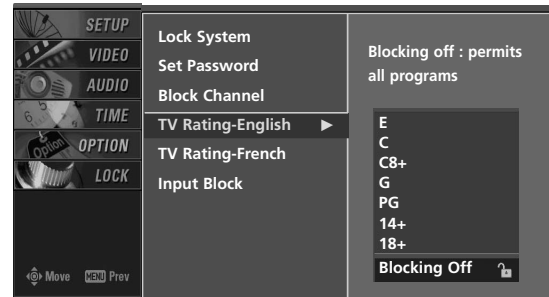 SETUP
VIDEO
AUDIO
TIME
OPTION
LOCK
Move MENU Prev
Lock System
Set Password
Block Channel
TV Rating-English ▶
TV Rating-French
Input Block
Blocking off : permits
all programs
E
C
C8+
G
PG
14+
18+
Blocking Off